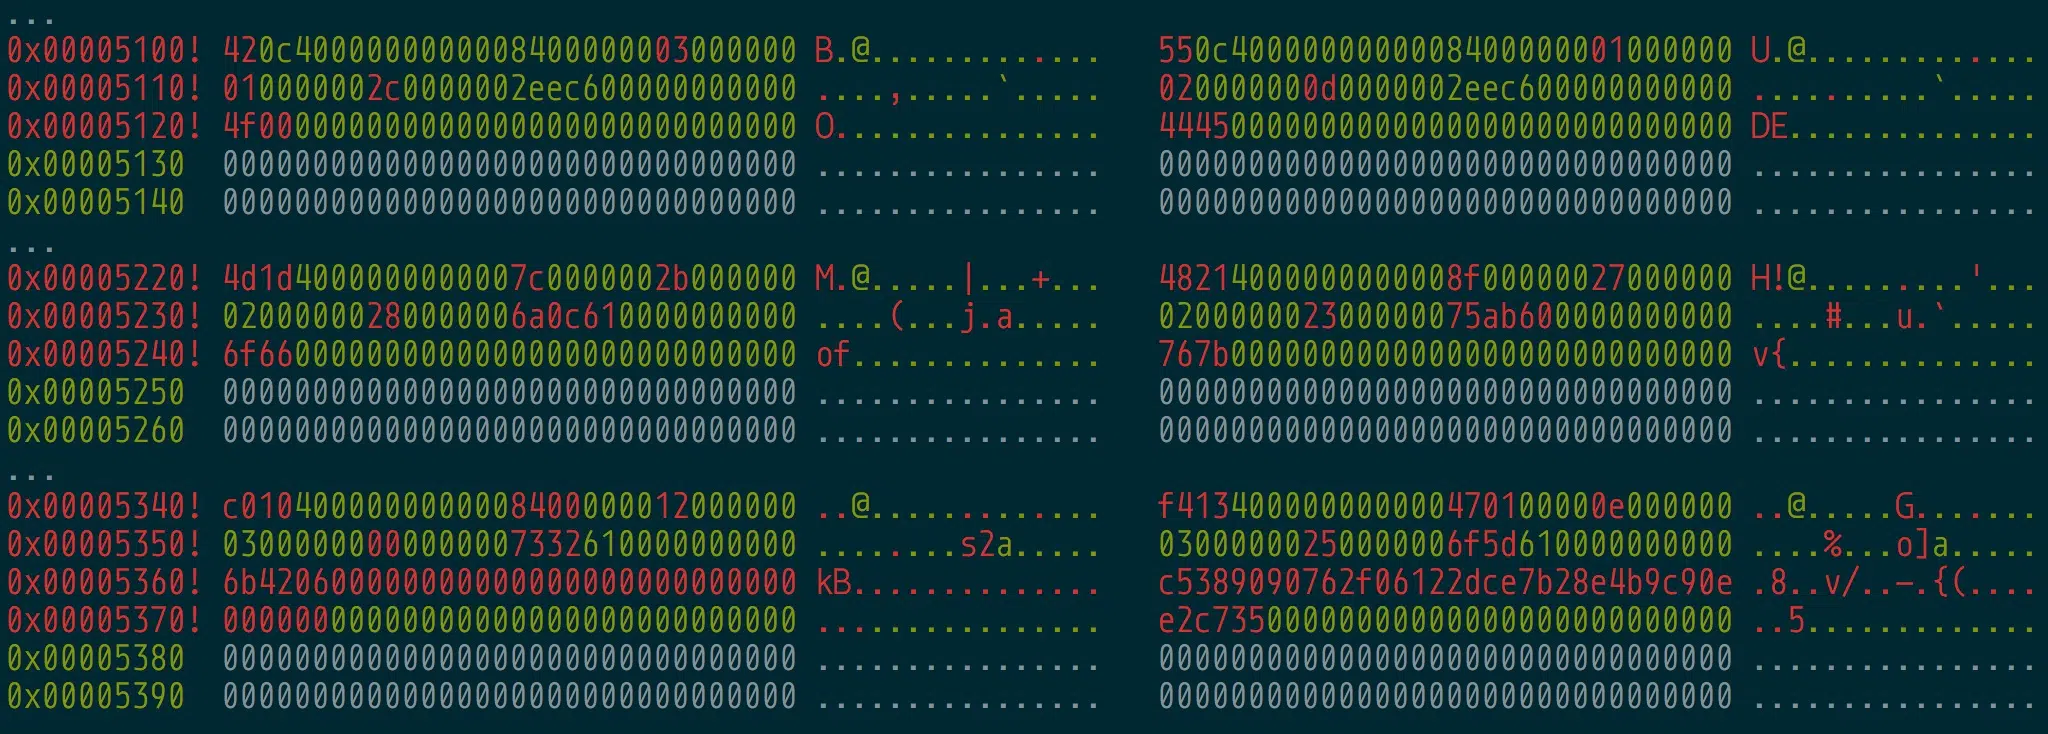 ...
0x00005100! 420c4000000000008400000003000000 B.@............. 550c4000000000008400000001000000 U.@.............
0x00005110! 010000002c0000002eec600000000000 ....,.....`..... 020000000d0000002eec600000000000 ..........`.....
0x00005120! 4f000000000000000000000000000000 O............... 44450000000000000000000000000000 DE..............
0x00005130 00000000000000000000000000000000 ................ 00000000000000000000000000000000 ................
0x00005140 00000000000000000000000000000000 ................ 00000000000000000000000000000000 ................
...
0x00005220! 4d1d4000000000007c0000002b000000 M.@.....|...+... 48214000000000008f00000027000000 H!@.........'...
0x00005230! 02000000280000006a0c610000000000 ....(...j.a..... 020000002300000075ab600000000000 ....#...u.`.....
0x00005240! 6f660000000000000000000000000000 of.............. 767b0000000000000000000000000000 v{..............
0x00005250 00000000000000000000000000000000 ................ 00000000000000000000000000000000 ................
0x00005260 00000000000000000000000000000000 ................ 00000000000000000000000000000000 ................
...
0x00005340! c0104000000000008400000012000000 ..@............. f413400000000000470100000e000000 ..@.....G.......
0x00005350! 03000000000000007332610000000000 ........s2a..... 03000000250000006f5d610000000000 ....%...o]a.....
0x00005360! 6b420600000000000000000000000000 kB.............. c5389090762f06122dce7b28e4b9c90e .8..v/..-.{(....
0x00005370! 00000000000000000000000000000000 ................ e2c73500000000000000000000000000 ..5.............
0x00005380 00000000000000000000000000000000 ................ 00000000000000000000000000000000 ................
0x00005390 00000000000000000000000000000000 ................ 00000000000000000000000000000000 ................